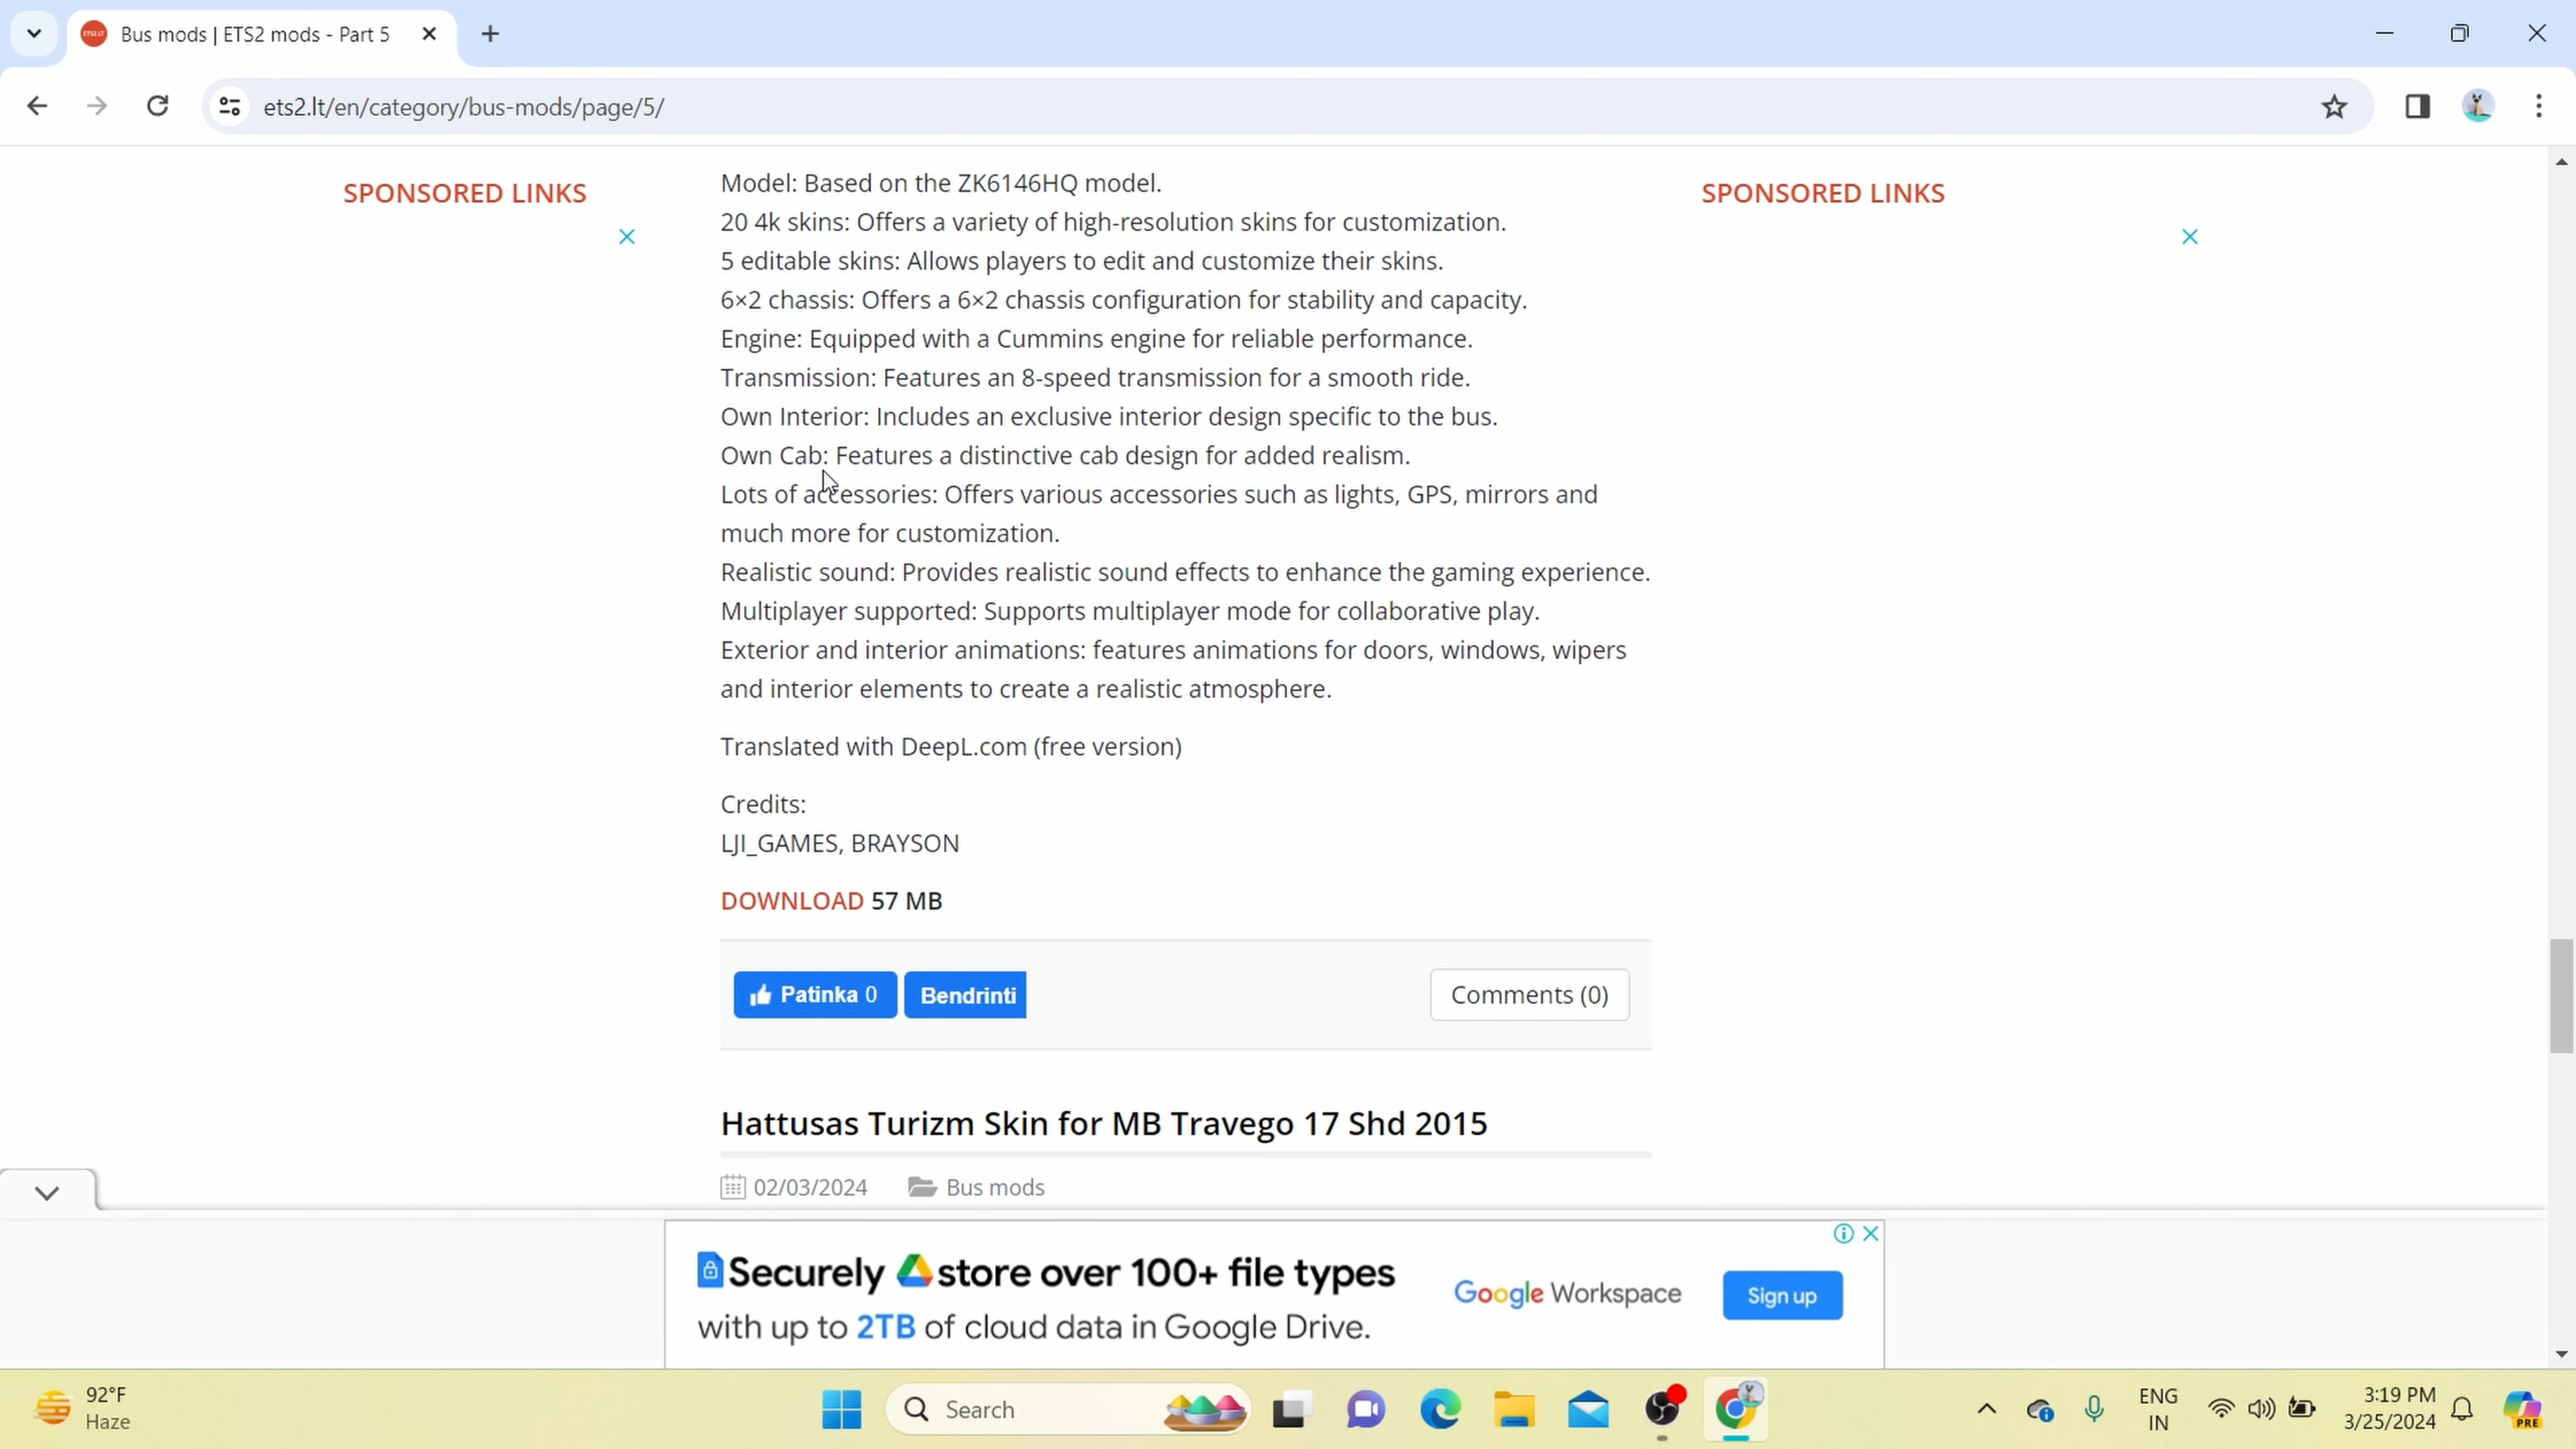 Bus mods | ETS2 mods - Part 5
ets2.lt/en/category/bus-mods/page/5/
SPONSORED LINKS
SPONSORED LINKS
Model: Based on the ZK6146HQ model.
20 4k skins: Offers a variety of high-resolution skins for customization.
5 editable skins: Allows players to edit and customize their skins.
6×2 chassis: Offers a 6×2 chassis configuration for stability and capacity.
Engine: Equipped with a Cummins engine for reliable performance.
Transmission: Features an 8-speed transmission for a smooth ride.
Own Interior: Includes an exclusive interior design specific to the bus.
Own Cab: Features a distinctive cab design for added realism.
Lots of accessories: Offers various accessories such as lights, GPS, mirrors and
much more for customization.
Realistic sound: Provides realistic sound effects to enhance the gaming experience.
Multiplayer supported: Supports multiplayer mode for collaborative play.
Exterior and interior animations: features animations for doors, windows, wipers
and interior elements to create a realistic atmosphere.
Translated with DeepL.com (free version)
Credits:
LJI_GAMES, BRAYSON
DOWNLOAD 57 MB
Patinka 0
Bendrinti
Comments (0)
Hattusas Turizm Skin for MB Travego 17 Shd 2015
02/03/2024
Bus mods
Securely store over 100+ file types
with up to 2TB of cloud data in Google Drive.
Google Workspace
Sign up
92°F
Haze
Search
ENG
IN
3:19 PM
3/25/2024
PRE